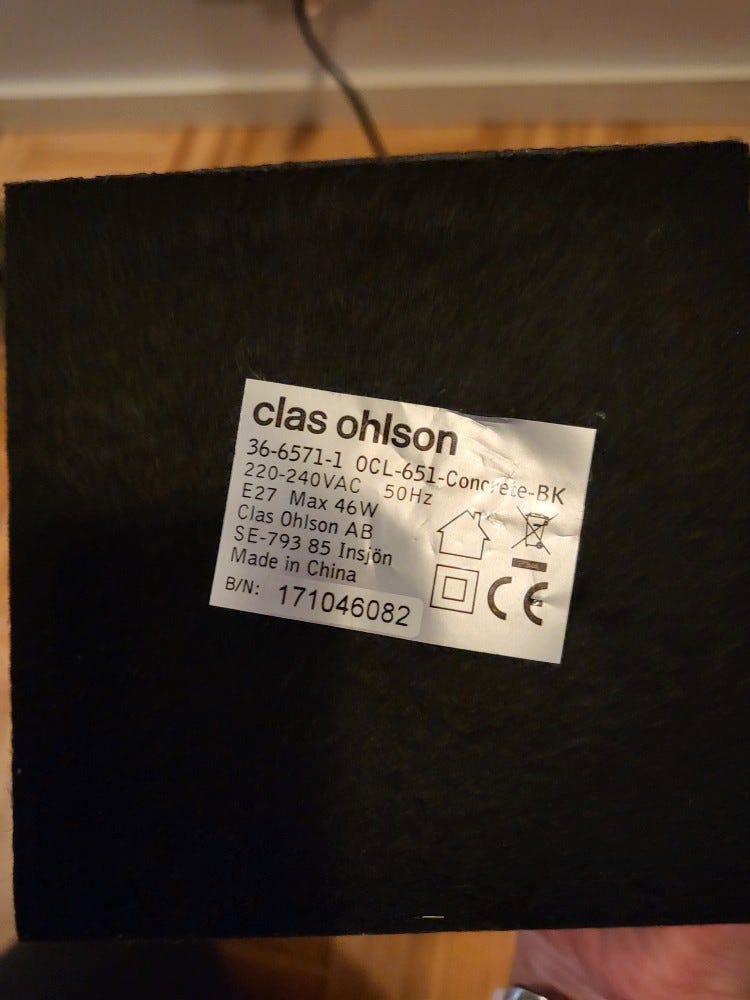 clas ohlson
36-6571-1 OCL-651-Concrete-BK
220-240VAC 50Hz
E27 Max 46W
Clas Ohlson AB
SE-793 85 Insjön
Made in China
B/N: 171046082
CE